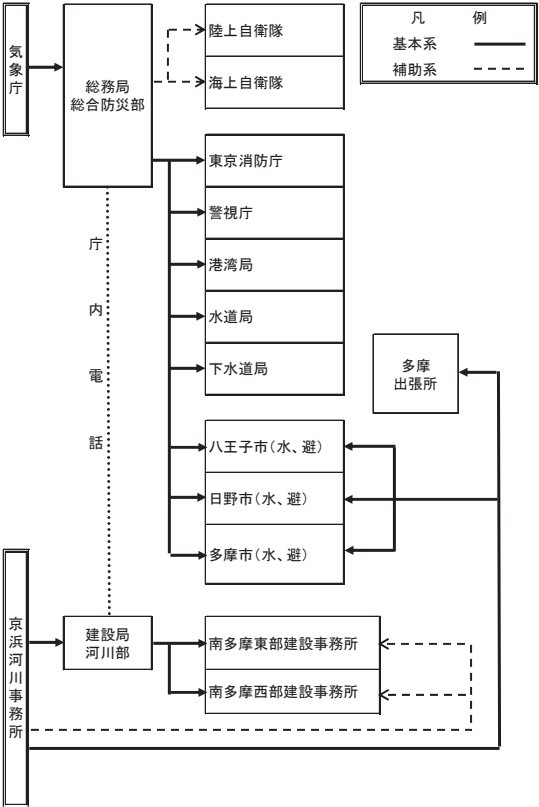 気象庁
総務局
総合防災部
陸上自衛隊
海上自衛隊
凡　例
基本系
補助系
東京消防庁
警視庁
港湾局
水道局
下水道局
庁内電話
多摩
出張所
八王子市（水、避）
日野市（水、避）
多摩市（水、避）
京浜河川事務所
建設局
河川部
南多摩東部建設事務所
南多摩西部建設事務所